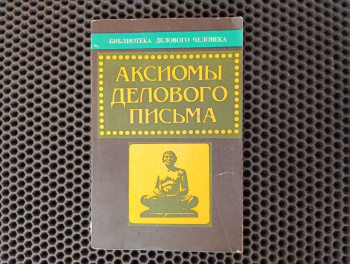 БИБЛИОТЕКА ДЕЛОВОГО ЧЕЛОВЕКА
АКСИОМЫ
ДЕЛОВОГО
ПИСЬМА